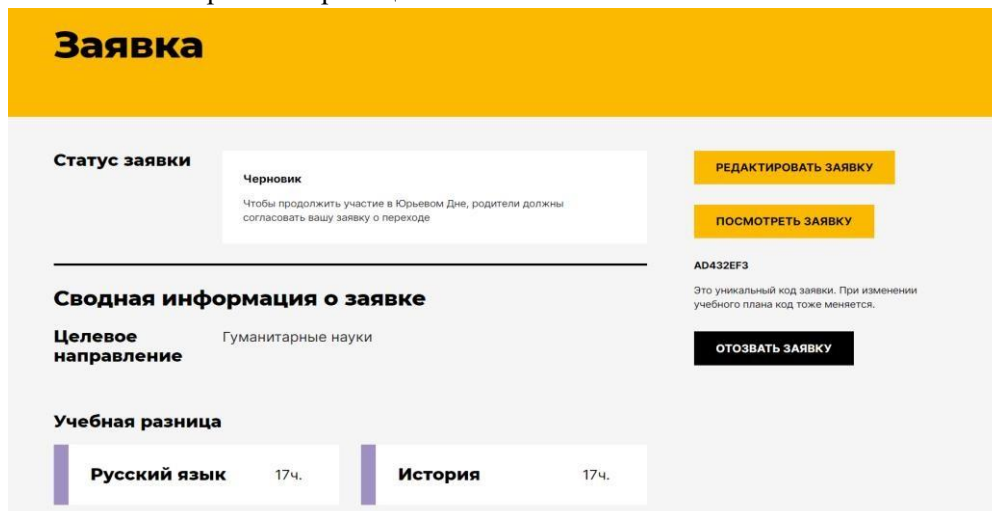 Заявка
Статус заявки
Черновик
Чтобы продолжить участие в Юрьевом Дне, родители должны
согласовать вашу заявку о переходе
РЕДАКТИРОВАТЬ ЗАЯВКУ
ПОСМОТРЕТЬ ЗАЯВКУ
AD432EF3
Это уникальный код заявки. При изменении
учебного плана код тоже меняется.
ОТОЗВАТЬ ЗАЯВКУ
Сводная информация о заявке
Целевое
направление
Гуманитарные науки
Учебная разница
Русский язык 17ч.
История 17ч.